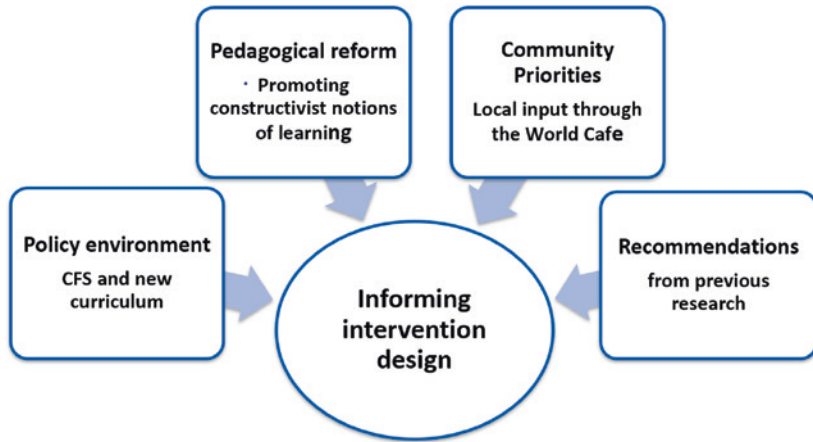 Pedagogical reform
· Promoting
constructivist notions
of learning
Community
Priorities
Local input through
the World Cafe
Policy environment
CFS and new
curriculum
Recommendations
from previous
research
Informing
intervention
design